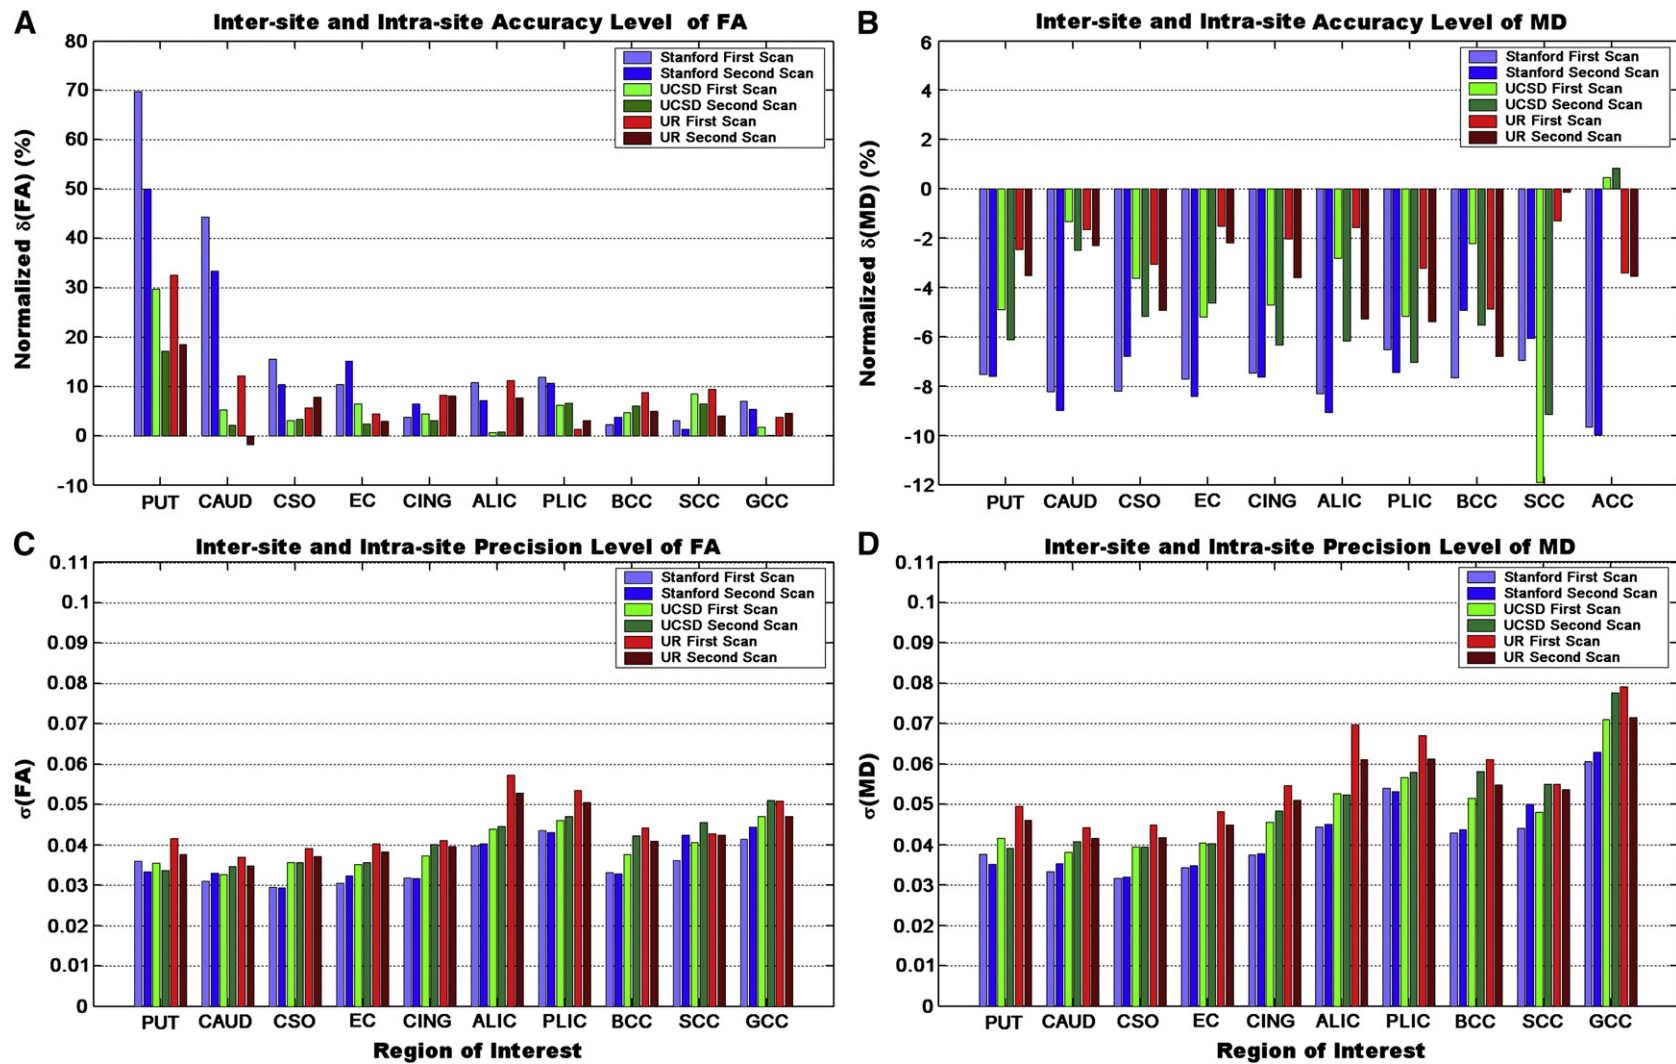 A
Inter-site and Intra-site Accuracy Level of FA
Normalized δ(FA) (%)
80
70
60
50
40
30
20
10
0
-10
Stanford First Scan
Stanford Second Scan
UCSD First Scan
UCSD Second Scan
UR First Scan
UR Second Scan
PUT CAUD CSO EC CING ALIC PLIC BCC SCC GCC
B
Inter-site and Intra-site Accuracy Level of MD
Normalized δ(MD) (%)
6
4
2
0
-2
-4
-6
-8
-10
-12
Stanford First Scan
Stanford Second Scan
UCSD First Scan
UCSD Second Scan
UR First Scan
UR Second Scan
PUT CAUD CSO EC CING ALIC PLIC BCC SCC ACC
C
Inter-site and Intra-site Precision Level of FA
σ(FA)
0.11
0.1
0.09
0.08
0.07
0.06
0.05
0.04
0.03
0.02
0.01
0
Stanford First Scan
Stanford Second Scan
UCSD First Scan
UCSD Second Scan
UR First Scan
UR Second Scan
PUT CAUD CSO EC CING ALIC PLIC BCC SCC GCC
Region of Interest
D
Inter-site and Intra-site Precision Level of MD
σ(MD)
0.11
0.1
0.09
0.08
0.07
0.06
0.05
0.04
0.03
0.02
0.01
0
Stanford First Scan
Stanford Second Scan
UCSD First Scan
UCSD Second Scan
UR First Scan
UR Second Scan
PUT CAUD CSO EC CING ALIC PLIC BCC SCC GCC
Region of Interest